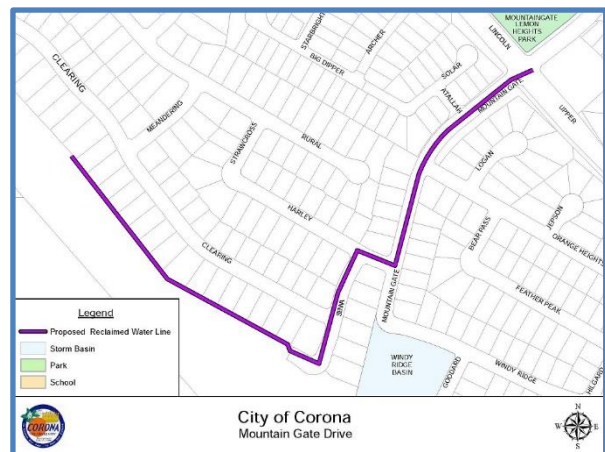 MOUNTAINGATE
LEMON
HEIGHTS
PARK
LINCOLN
STARBRIGHT
ARCHER
BIG DIPPER
CLEARING
SOLAR
ATALLAH
MOUNTAIN GATE
UPPER
MEANDERING
STRAWCROSS
RURAL
LOGAN
HARLEY
JEPSON
BEAR PASS
ORANGE HEIGHTS
CLEARING
FEATHER PEAK
MOUNTAIN GATE
WINDY
RIDGE
BASIN
GODDARD
WINDY RIDGE
HILGARD
Legend
Proposed Reclaimed Water Line
Storm Basin
Park
School
CORONA
City of Corona
Mountain Gate Drive
N
W
E
S